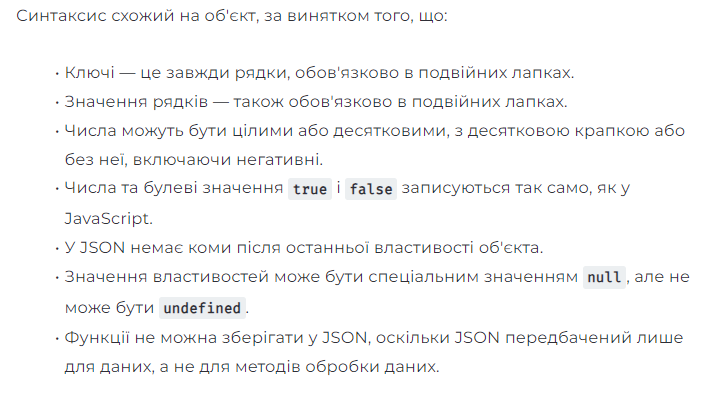 Синтаксис схожий на об'єкт, за винятком того, що:
• Ключі — це завжди рядки, обов'язково в подвійних лапках.
• Значення рядків — також обов'язково в подвійних лапках.
• Числа можуть бути цілими або десятковими, з десятковою крапкою або
без неї, включаючи негативні.
• Числа та булеві значення true і false записуються так само, як у
JavaScript.
• У JSON немає коми після останньої властивості об'єкта.
• Значення властивостей може бути спеціальним значенням null, але не
може бути undefined.
• Функції не можна зберігати у JSON, оскільки JSON передбачений лише
для даних, а не для методів обробки даних.